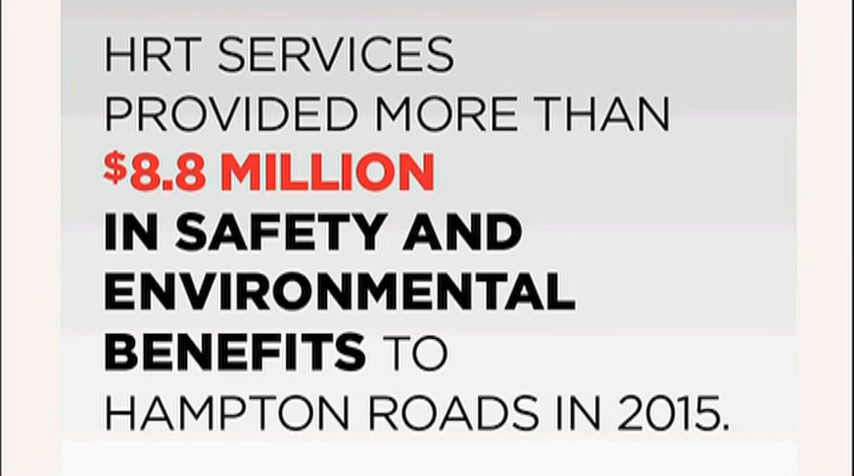 HRT SERVICES
PROVIDED MORE THAN
$8.8 MILLION
IN SAFETY AND
ENVIRONMENTAL
BENEFITS TO
HAMPTON ROADS IN 2015.